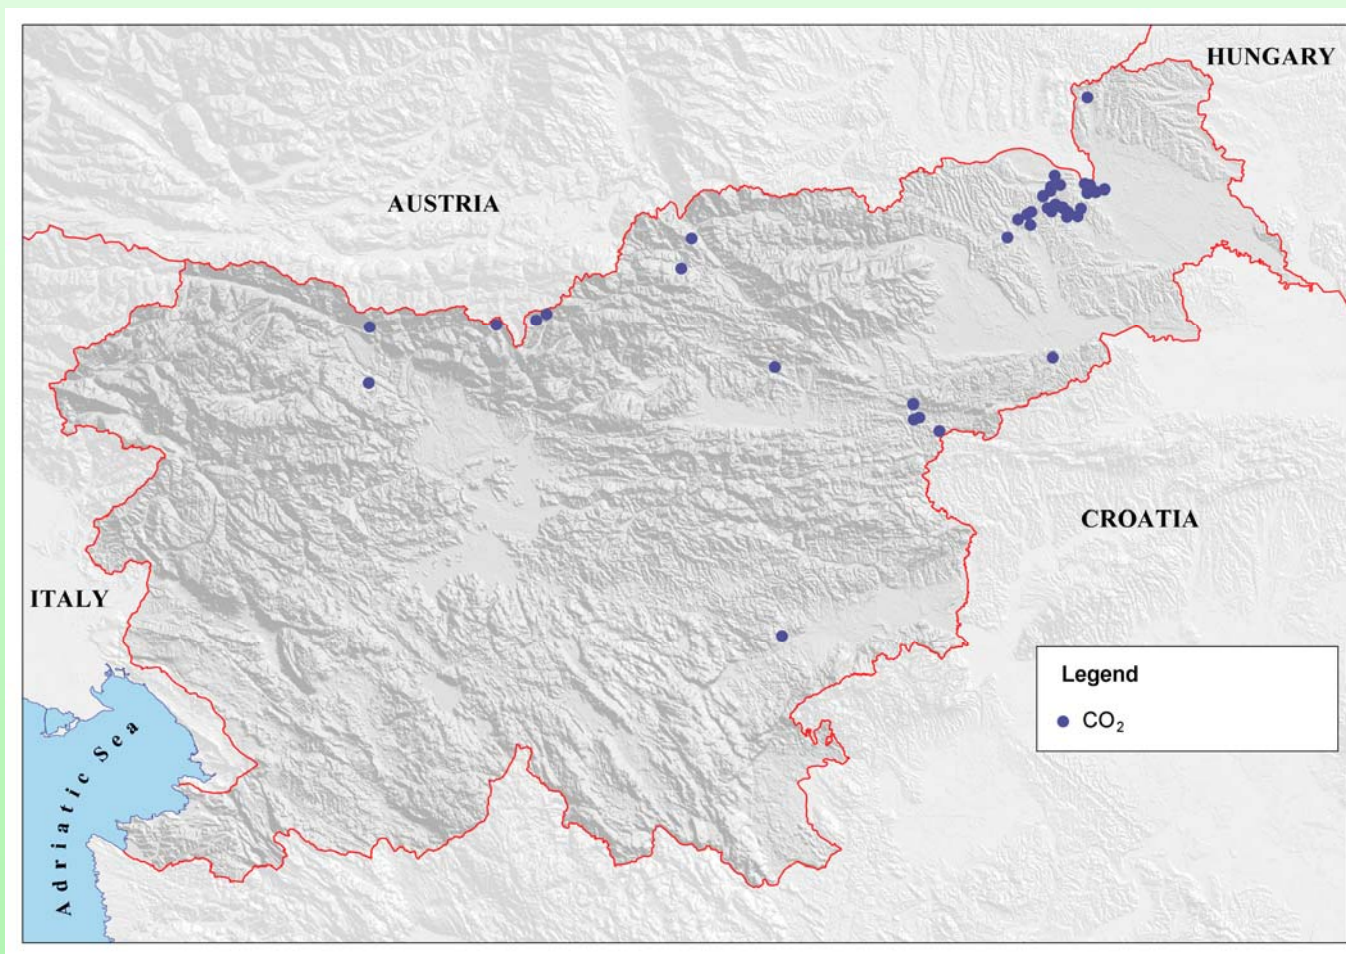 HUNGARY
AUSTRIA
CROATIA
ITALY
Adriatic Sea
Legend
CO₂